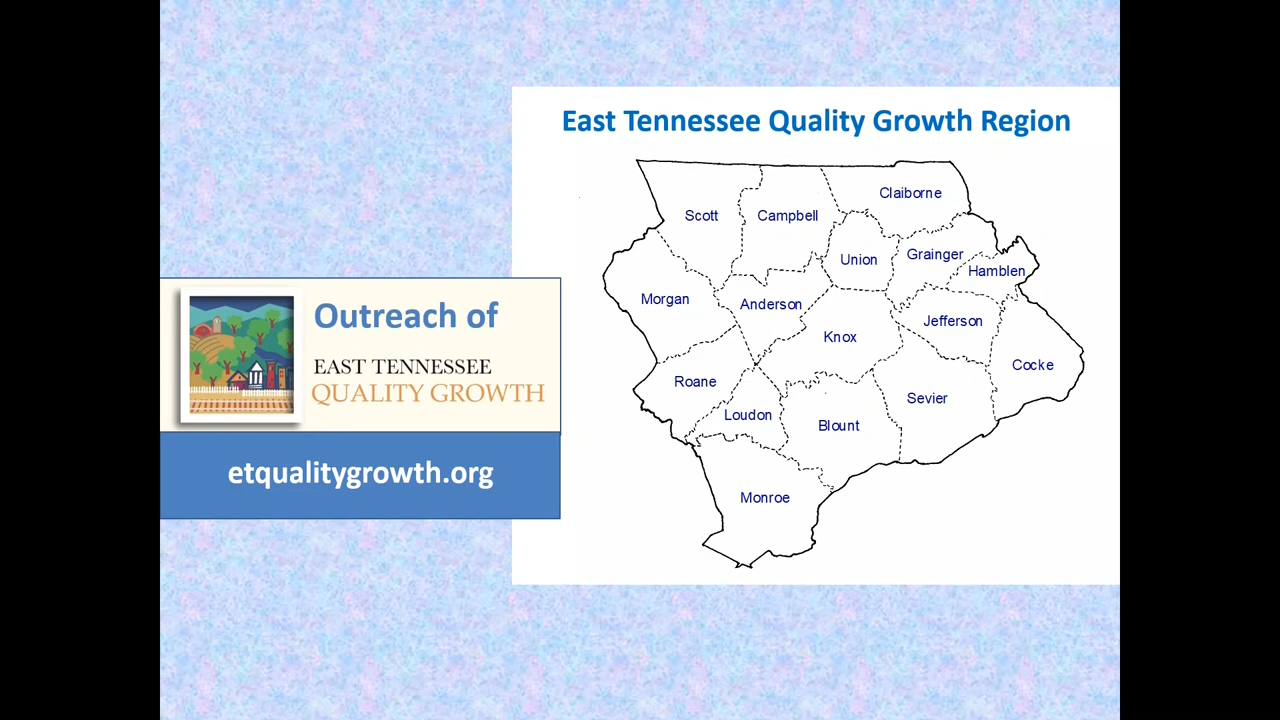 East Tennessee Quality Growth Region
Claiborne
Scott
Campbell
Union
Grainger
Hamblen
Morgan
Anderson
Jefferson
Knox
Cocke
Roane
Sevier
Loudon
Blount
Monroe
Outreach of
EAST TENNESSEE
QUALITY GROWTH
etqualitygrowth.org